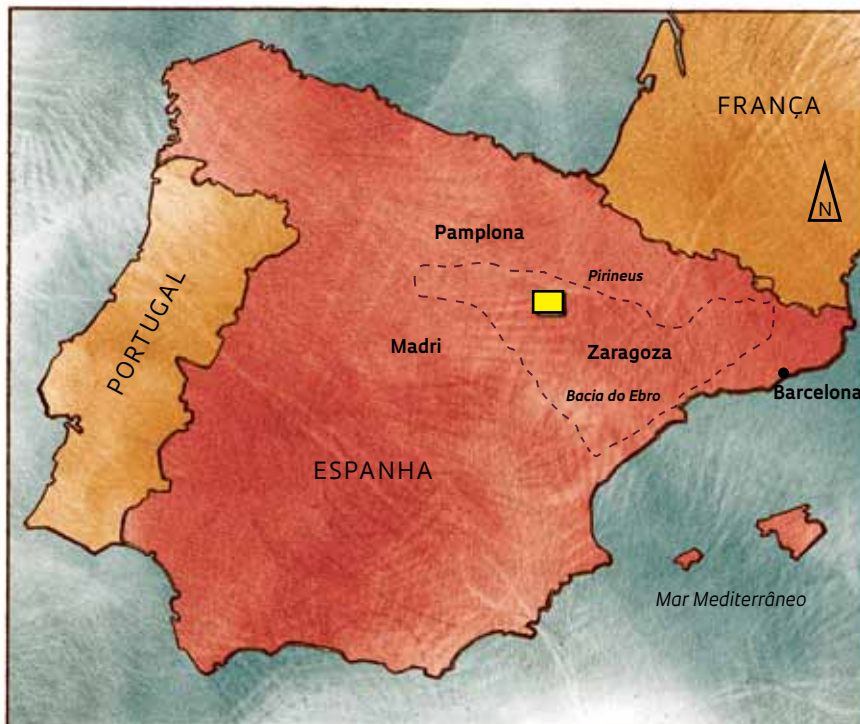 FRANÇA
N
Pamplona
Pirineus
PORTUGAL
Madri
Zaragoza
Bacia do Ebro
Barcelona
ESPANHA
Mar Mediterrâneo